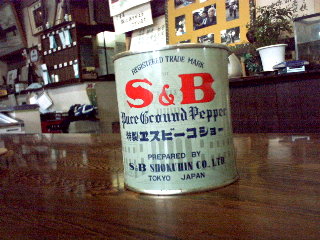 REGISTERED TRADE MARK
S&B
Pure Ground Pepper
特製エスビーコショー
PREPARED BY
S&B SHOKUHIN CO., LTD
TOKYO JAPAN